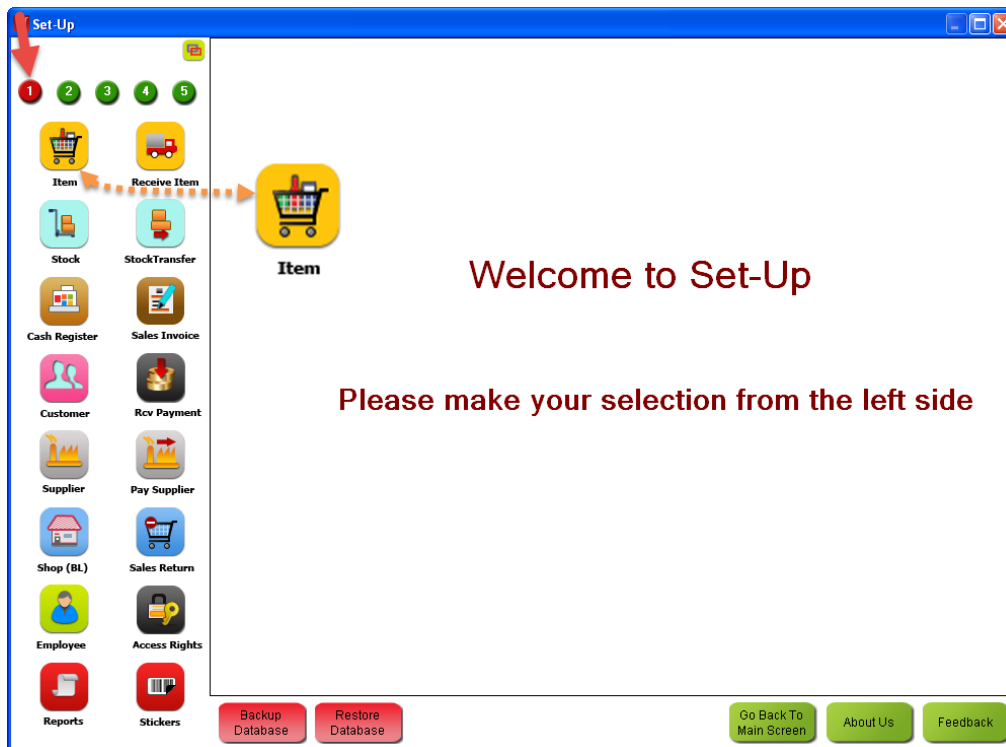 Set-Up
1 2 3 4 5
Item Receive Item
Item
Stock StockTransfer
Welcome to Set-Up
Cash Register Sales Invoice
Please make your selection from the left side
Customer Rcv Payment
Supplier Pay Supplier
Shop (BL) Sales Return
Employee Access Rights
Reports Stickers
Backup
Database
Restore
Database
Go Back To
Main Screen
About Us
Feedback